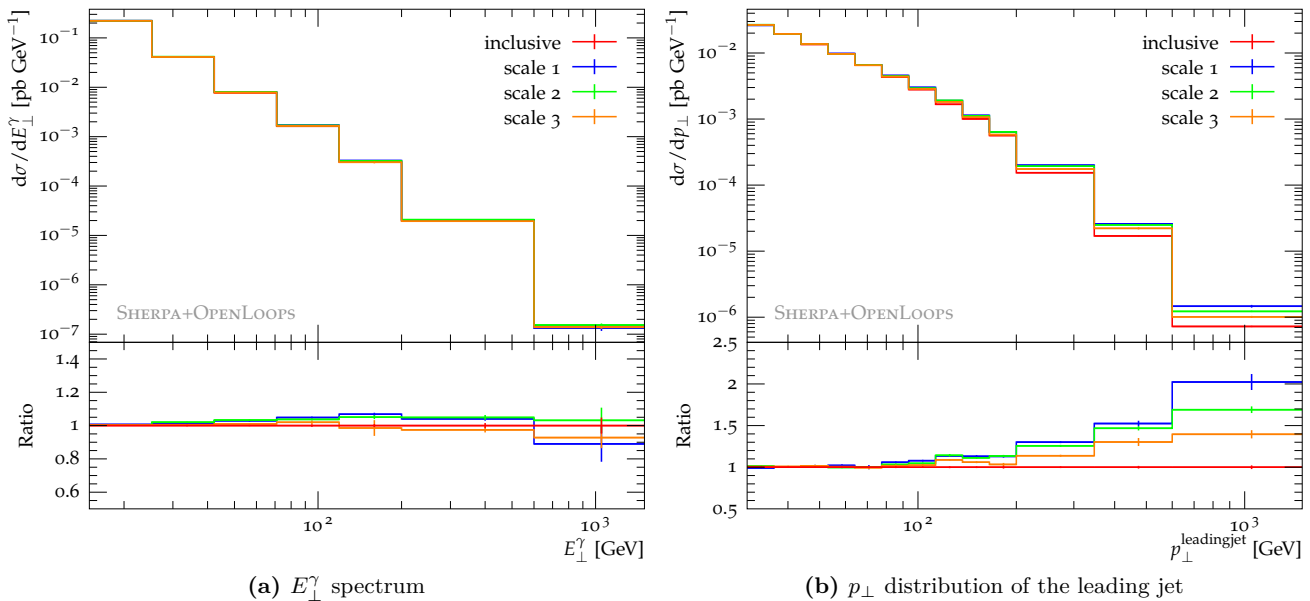 inclusive
scale 1
scale 2
scale 3
SHERPA+OPENLOOPS
10⁻¹
10⁻²
10⁻³
10⁻⁴
10⁻⁵
10⁻⁶
10⁻⁷
dσ/dE⊥^γ [pb GeV⁻¹]
1.4
1.2
1
0.8
0.6
Ratio
10²
10³
E⊥^γ [GeV]
(a) E⊥^γ spectrum
inclusive
scale 1
scale 2
scale 3
SHERPA+OPENLOOPS
10⁻²
10⁻³
10⁻⁴
10⁻⁵
10⁻⁶
dσ/dp⊥ [pb GeV⁻¹]
2.5
2
1.5
1
0.5
Ratio
10²
10³
p⊥^leadingjet [GeV]
(b) p⊥ distribution of the leading jet